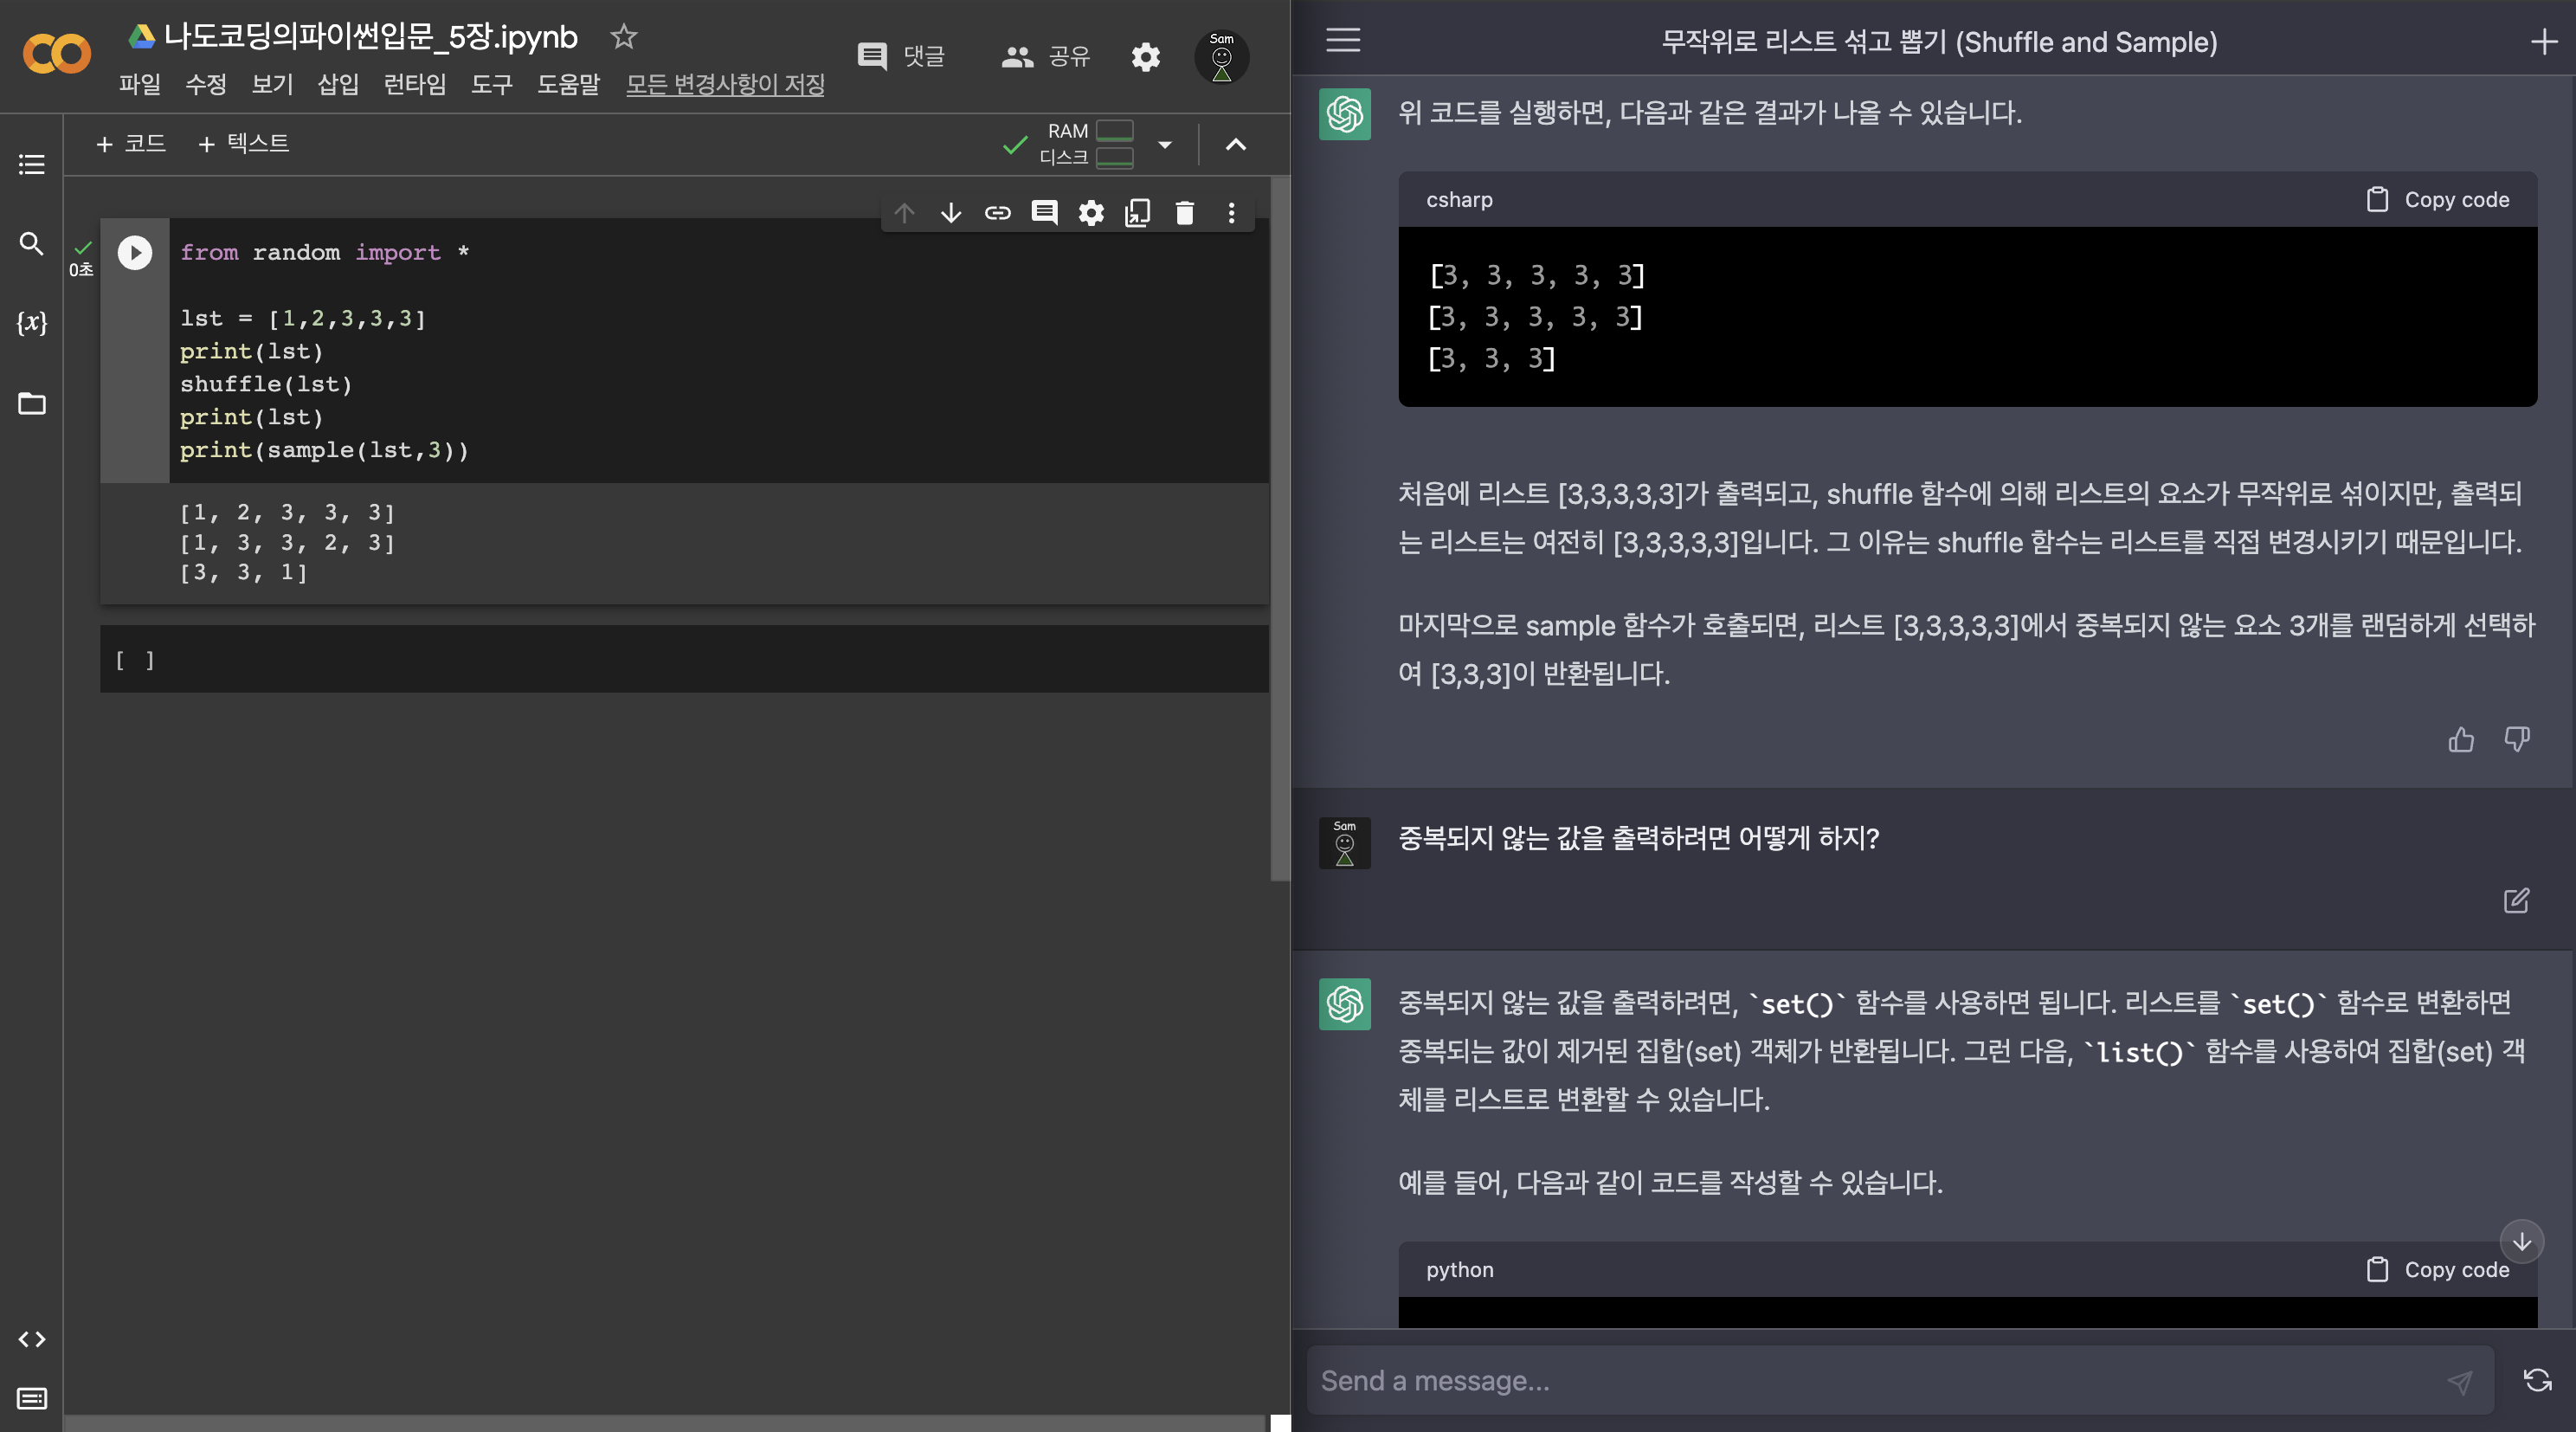 나도코딩의파이썬입문_5장.ipynb
댓글
공유
Sam
파일 수정 보기 삽입 런타임 도구 도움말 모든 변경사항이 저장
+ 코드 + 텍스트
RAM
디스크
0초
from random import *
lst = [1,2,3,3,3]
print(lst)
shuffle(lst)
print(lst)
print(sample(lst,3))
[1, 2, 3, 3, 3]
[1, 3, 3, 2, 3]
[3, 3, 1]
[ ]
{x}
무작위로 리스트 섞고 뽑기 (Shuffle and Sample)
위 코드를 실행하면, 다음과 같은 결과가 나올 수 있습니다.
csharp
Copy code
[3, 3, 3, 3, 3]
[3, 3, 3, 3, 3]
[3, 3, 3]
처음에 리스트 [3,3,3,3,3]가 출력되고, shuffle 함수에 의해 리스트의 요소가 무작위로 섞이지만, 출력되
는 리스트는 여전히 [3,3,3,3,3]입니다. 그 이유는 shuffle 함수는 리스트를 직접 변경시키기 때문입니다.
마지막으로 sample 함수가 호출되면, 리스트 [3,3,3,3,3]에서 중복되지 않는 요소 3개를 랜덤하게 선택하
여 [3,3,3]이 반환됩니다.
Sam
중복되지 않는 값을 출력하려면 어떻게 하지?
중복되지 않는 값을 출력하려면, `set()` 함수를 사용하면 됩니다. 리스트를 `set()` 함수로 변환하면
중복되는 값이 제거된 집합(set) 객체가 반환됩니다. 그런 다음, `list()` 함수를 사용하여 집합(set) 객
체를 리스트로 변환할 수 있습니다.
예를 들어, 다음과 같이 코드를 작성할 수 있습니다.
python
Copy code
Send a message...